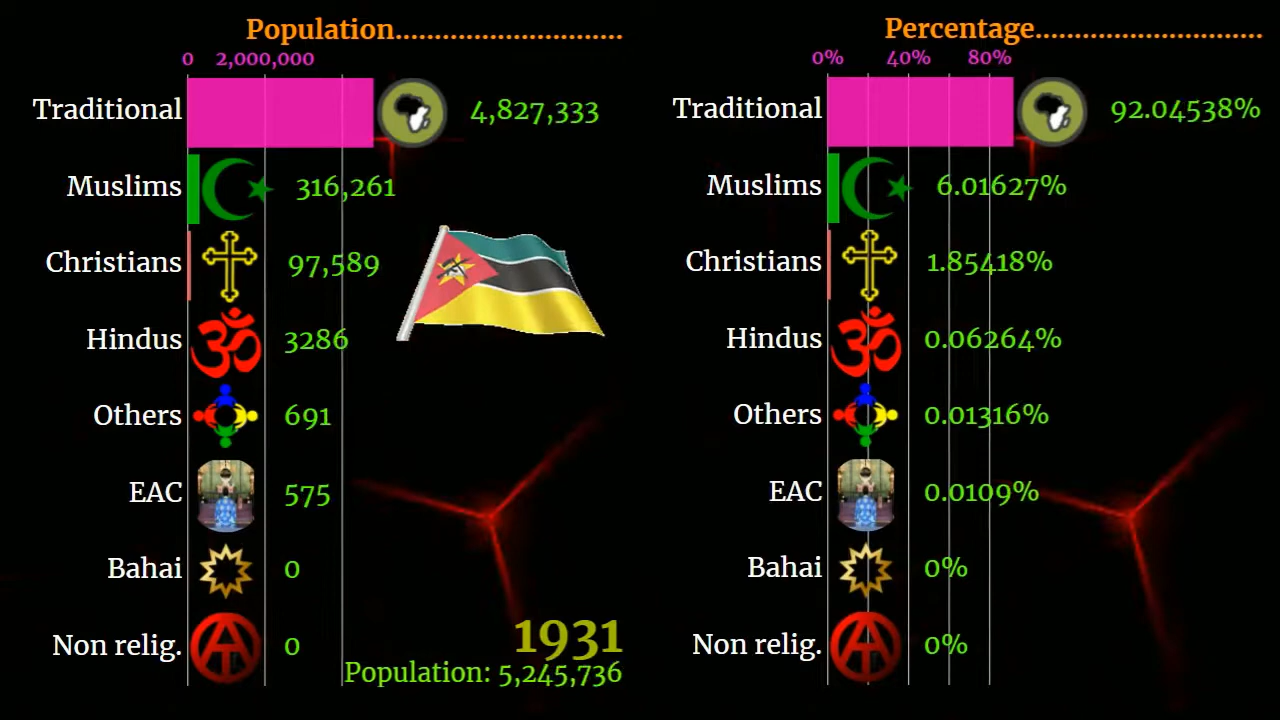 Population.............................
0 2,000,000
Traditional 4,827,333
Muslims 316,261
Christians 97,589
Hindus 3286
Others 691
EAC 575
Bahai 0
Non relig. 0
1931
Population: 5,245,736
Percentage.............................
0% 40% 80%
Traditional 92.04538%
Muslims 6.01627%
Christians 1.85418%
Hindus 0.06264%
Others 0.01316%
EAC 0.0109%
Bahai 0%
Non relig. 0%